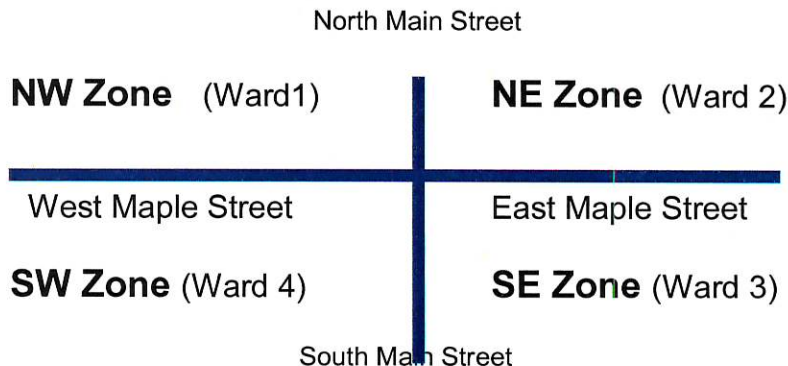 North Main Street
NW Zone (Ward1) NE Zone (Ward 2)
West Maple Street East Maple Street
SW Zone (Ward 4) SE Zone (Ward 3)
South Main Street